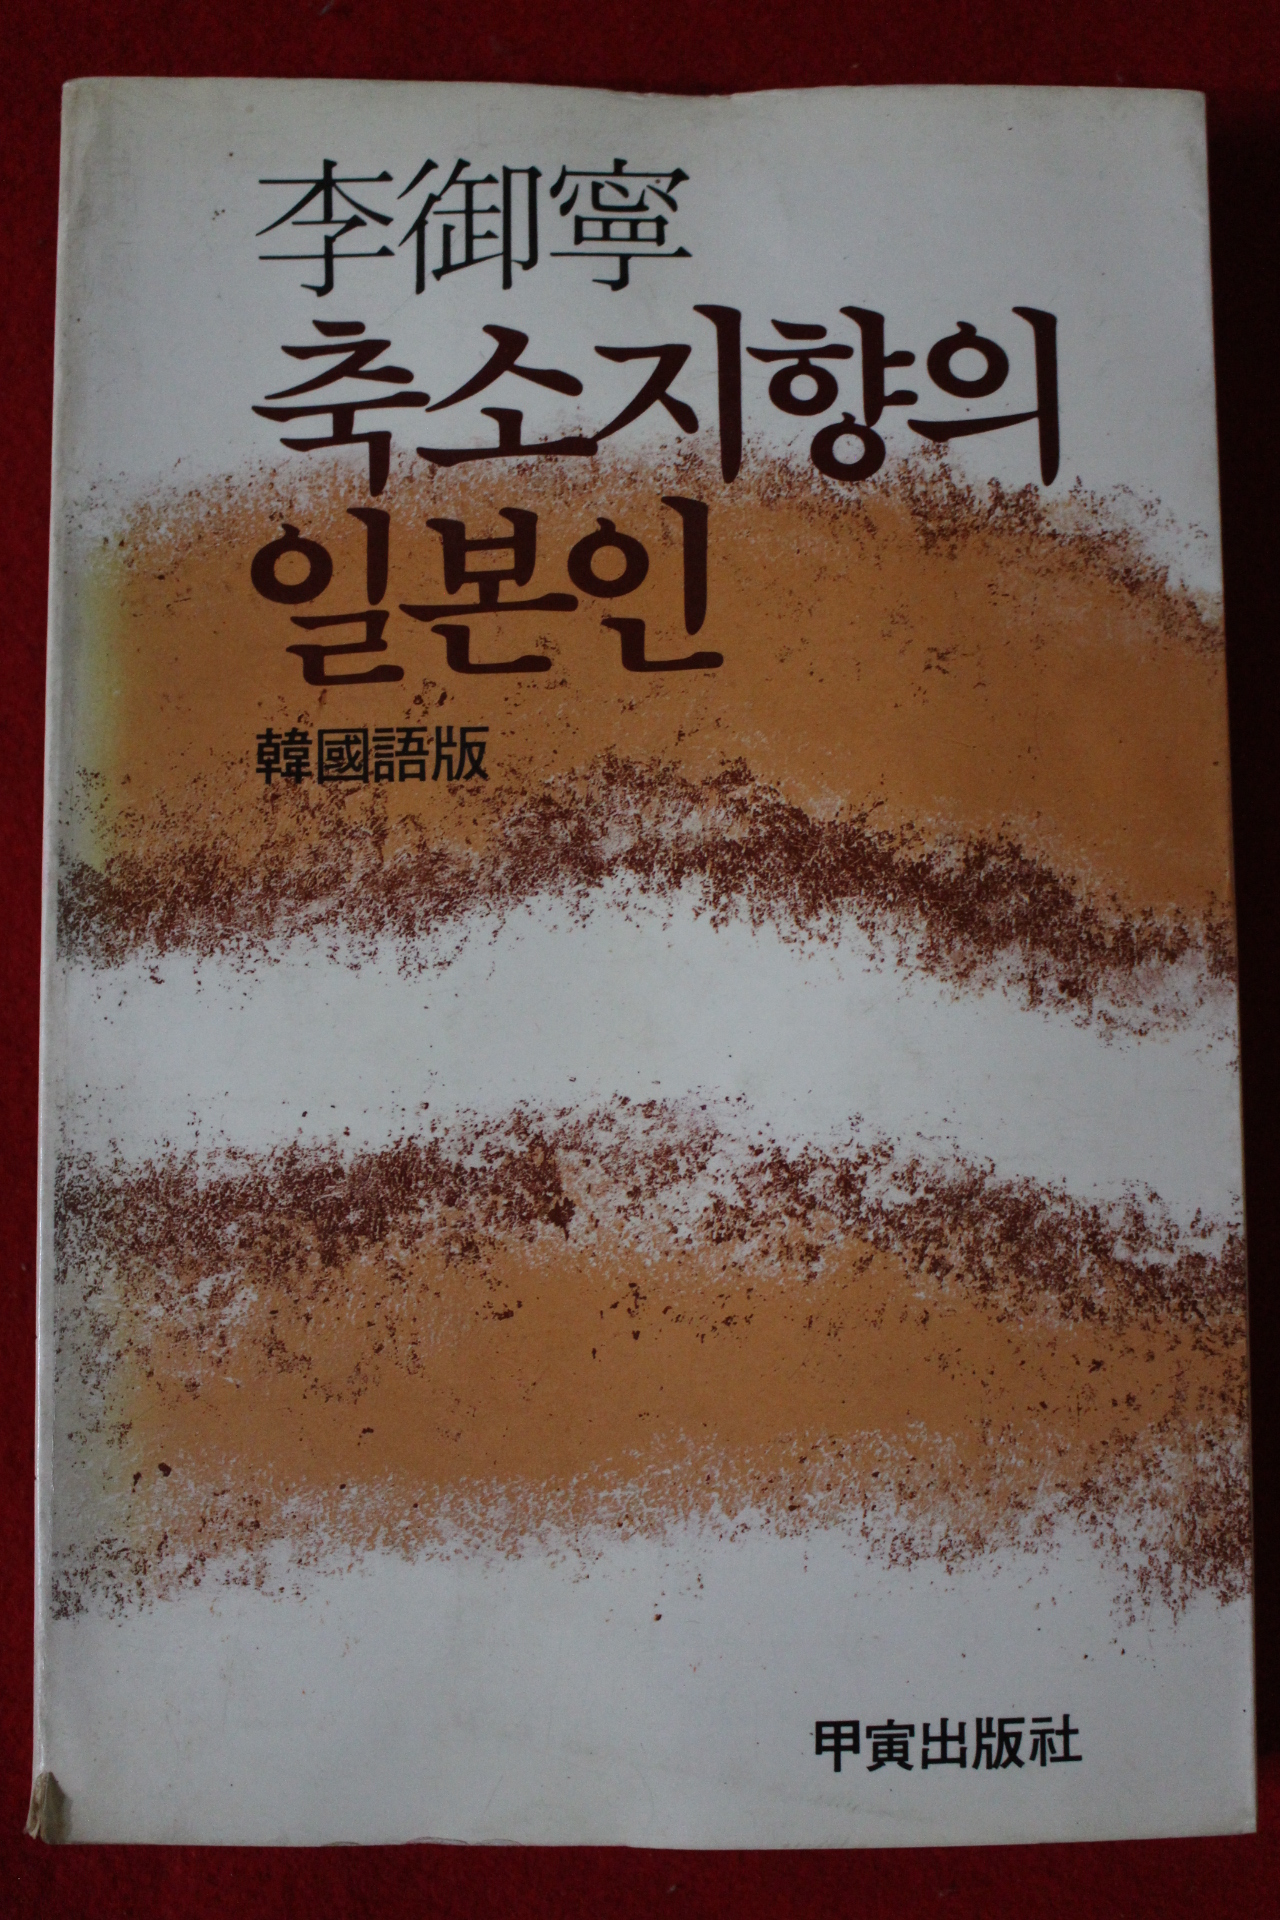 李御寧
축소지향의
일본인
韓國語版
甲寅出版社